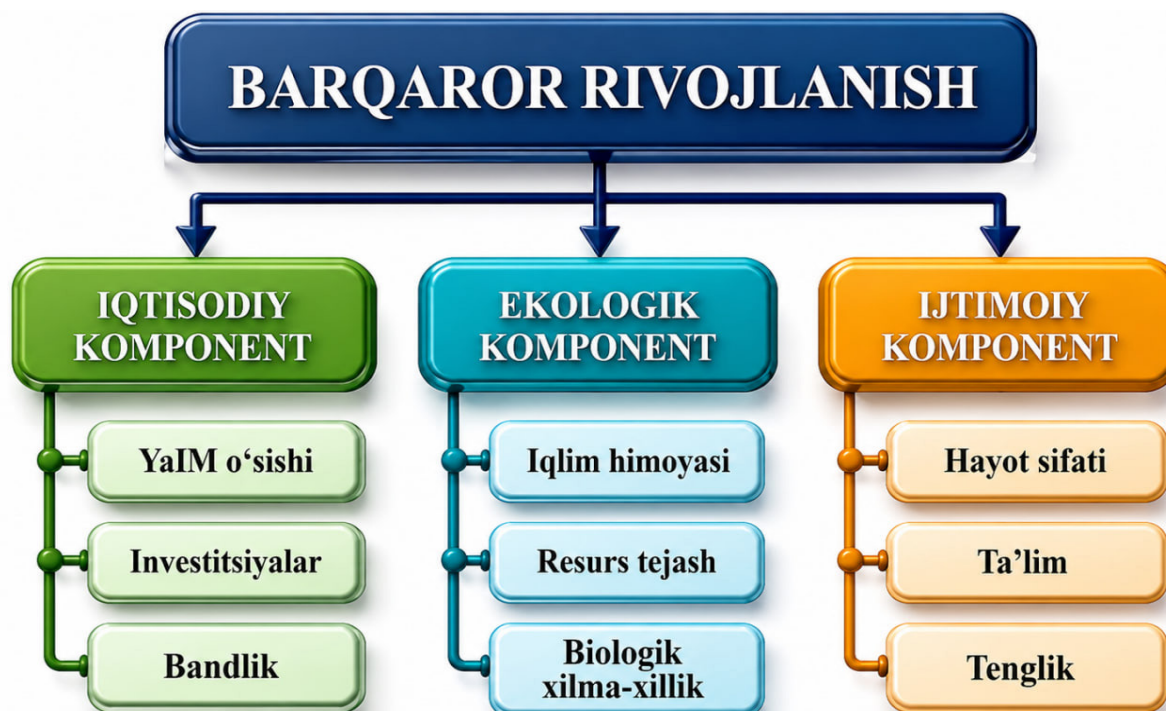 BARQAROR RIVOJLANISH
IQTISODIY
KOMPONENT
YaIM o‘sishi
Investitsiyalar
Bandlik
EKOLOGIK
KOMPONENT
Iqlim himoyasi
Resurs tejash
Biologik
xilma-xillik
IJTIMOIY
KOMPONENT
Hayot sifati
Ta’lim
Tenglik